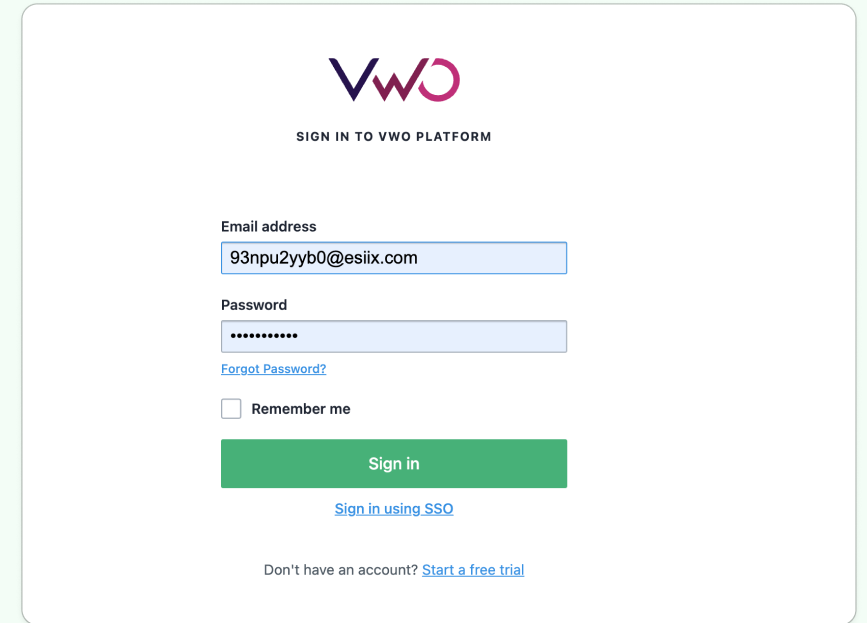 VWO
SIGN IN TO VWO PLATFORM
Email address
93npu2yyb0@esiix.com
Password
•••••••••••
Forgot Password?
Remember me
Sign in
Sign in using SSO
Don't have an account? Start a free trial